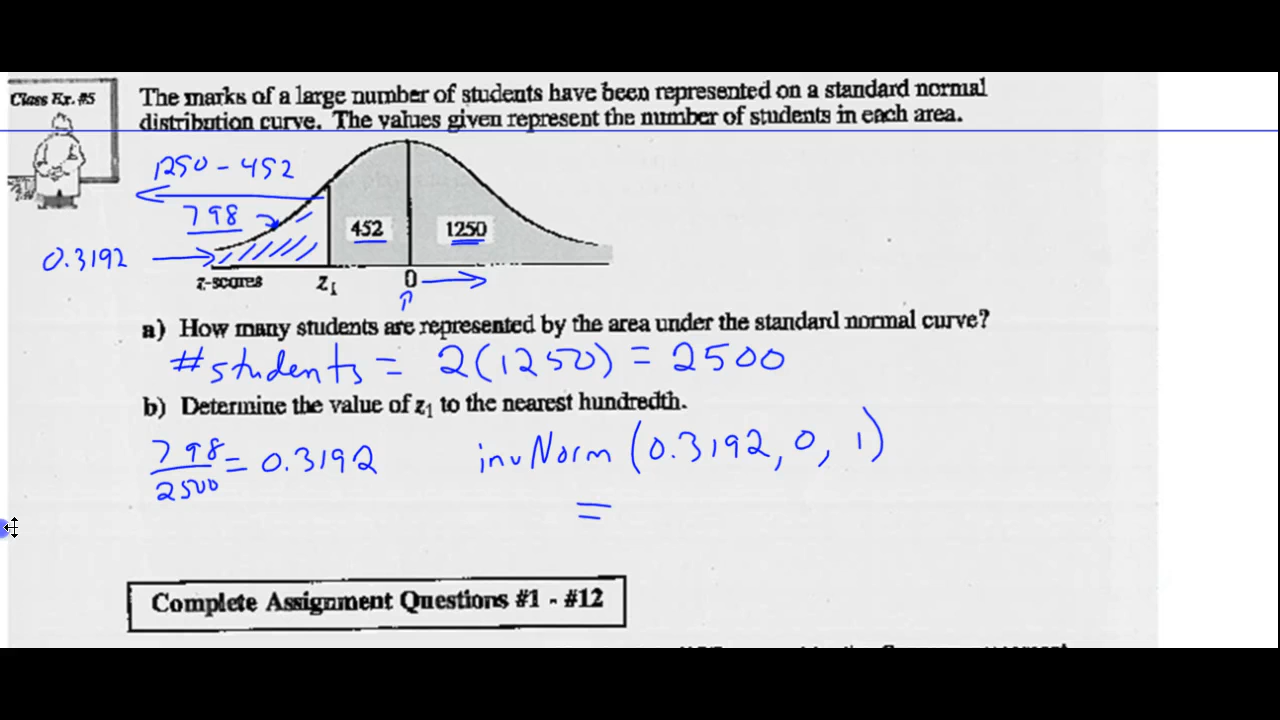 Class Ex. #5
The marks of a large number of students have been represented on a standard normal
distribution curve. The values given represent the number of students in each area.
1250 - 452
798
452
1250
0.3192
z-scores
z₁
0
a) How many students are represented by the area under the standard normal curve?
# students = 2(1250) = 2500
b) Determine the value of z₁ to the nearest hundredth.
798
2500
= 0.3192
invNorm (0.3192, 0, 1)
=
Complete Assignment Questions #1 - #12